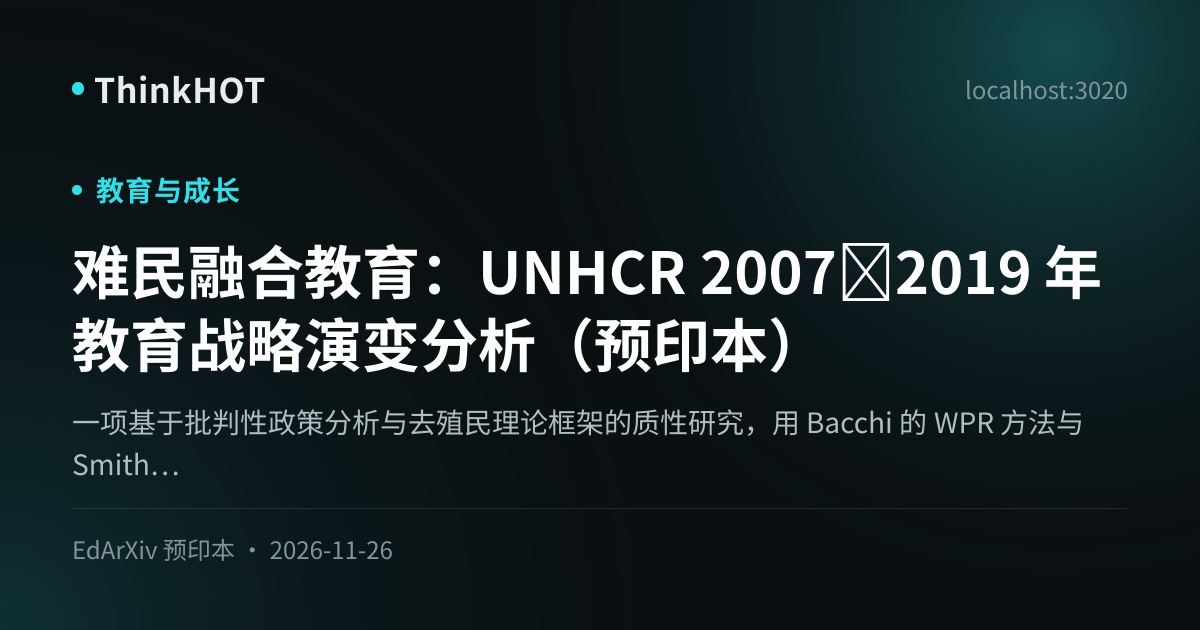 ThinkHOT
localhost:3020
教育与成长
难民融合教育：UNHCR 2007☒2019 年
教育战略演变分析（预印本）
一项基于批判性政策分析与去殖民理论框架的质性研究，用 Bacchi 的 WPR 方法与
Smith…
EdArXiv 预印本 · 2026-11-26